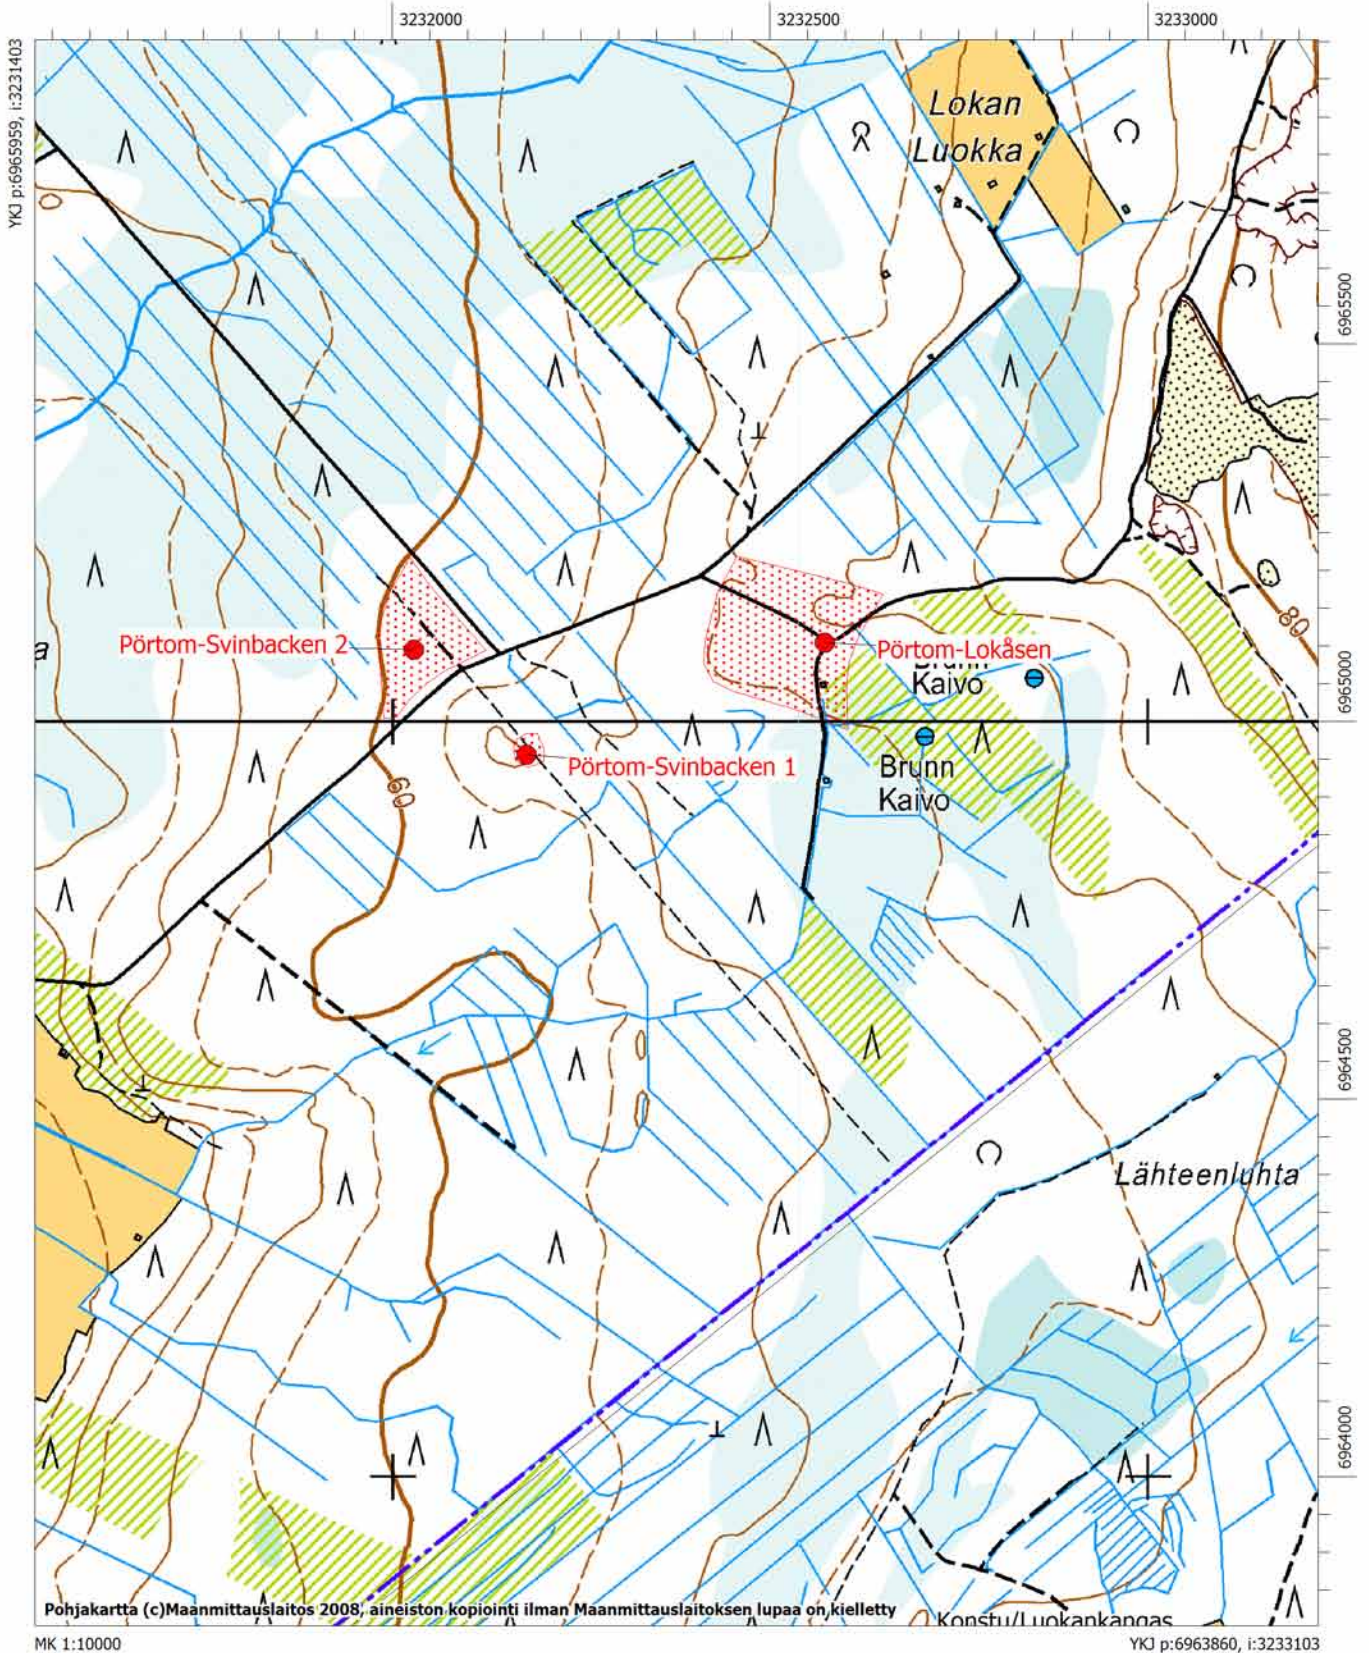 3232000
3232500
3233000
YKJ p:6965959, i:3231403
Lokan
Luokka
6965500
80
Pörtom-Svinbacken 2
a
Pörtom-Lokåsen
Brunn
Kaivo
6965000
Pörtom-Svinbacken 1
60
Brunn
Kaivo
6964500
Lähteenluhta
6964000
Pohjakartta (c)Maanmittauslaitos 2008, aineiston kopiointi ilman Maanmittauslaitoksen lupaa on kielletty
Konstu/Luokankangas
MK 1:10000
YKJ p:6963860, i:3233103